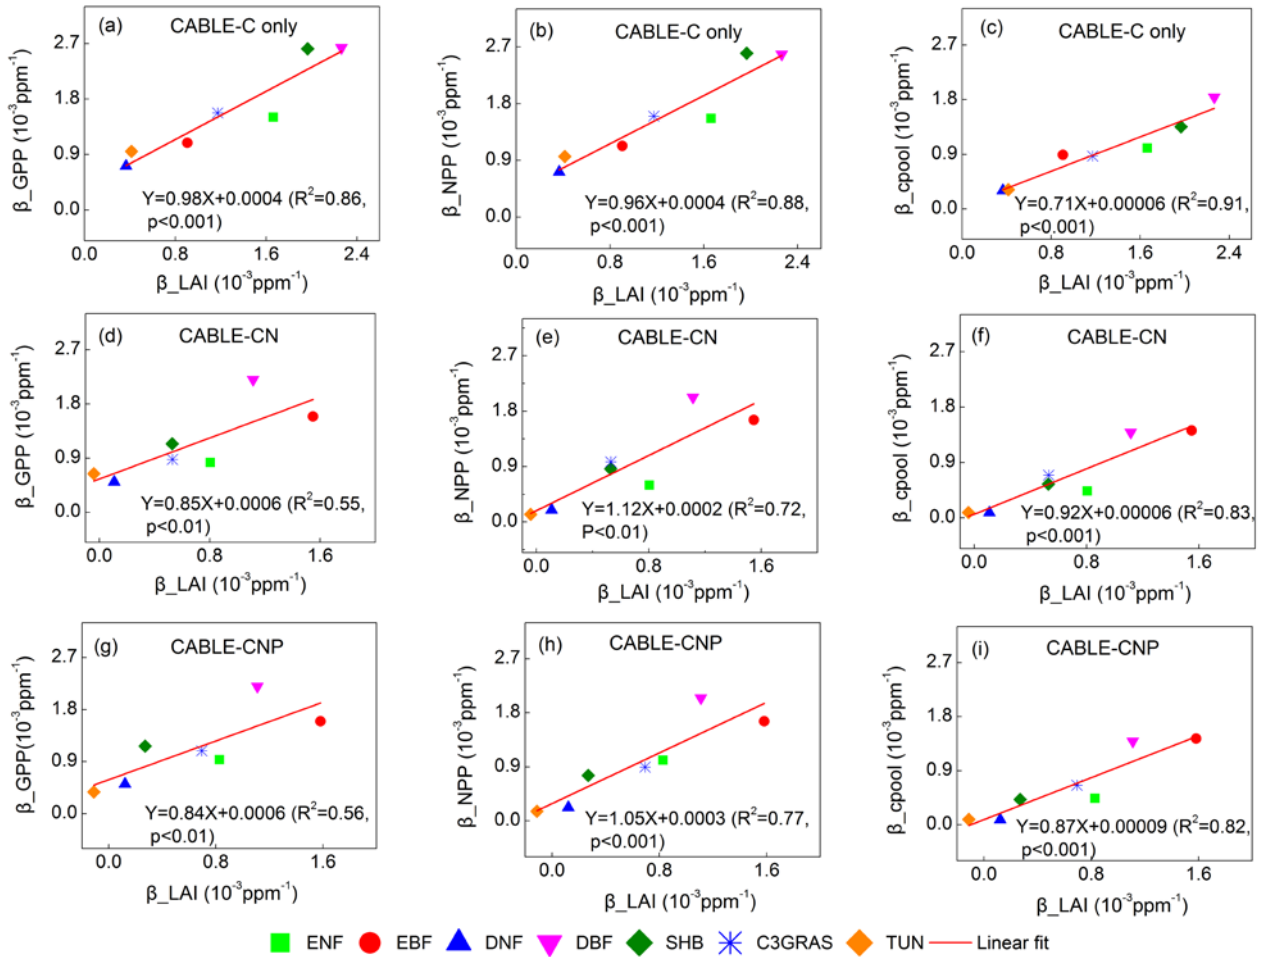 (a) CABLE-C only
2.7
1.8
0.9
0.0
β_GPP (10⁻³ppm⁻¹)
Y=0.98X+0.0004 (R²=0.86,
p<0.001)
0.0 0.8 1.6 2.4
β_LAI (10⁻³ppm⁻¹)
(b) CABLE-C only
2.7
1.8
0.9
0.0
β_NPP (10⁻³ppm⁻¹)
Y=0.96X+0.0004 (R²=0.88,
p<0.001)
0.0 0.8 1.6 2.4
β_LAI (10⁻³ppm⁻¹)
(c) CABLE-C only
2.7
1.8
0.9
0.0
β_cpool (10⁻³ppm⁻¹)
Y=0.71X+0.00006 (R²=0.91,
p<0.001)
0.0 0.8 1.6 2.4
β_LAI (10⁻³ppm⁻¹)
(d) CABLE-CN
2.7
1.8
0.9
0.0
β_GPP (10⁻³ppm⁻¹)
Y=0.85X+0.0006 (R²=0.55,
p<0.01)
0.0 0.8 1.6
β_LAI (10⁻³ppm⁻¹)
(e) CABLE-CN
2.7
1.8
0.9
0.0
β_NPP (10⁻³ppm⁻¹)
Y=1.12X+0.0002 (R²=0.72,
P<0.01)
0.0 0.8 1.6
β_LAI (10⁻³ppm⁻¹)
(f) CABLE-CN
2.7
1.8
0.9
0.0
β_cpool (10⁻³ppm⁻¹)
Y=0.92X+0.00006 (R²=0.83,
p<0.001)
0.0 0.8 1.6
β_LAI (10⁻³ppm⁻¹)
(g) CABLE-CNP
2.7
1.8
0.9
0.0
β_GPP(10⁻³ppm⁻¹)
Y=0.84X+0.0006 (R²=0.56,
p<0.01)
0.0 0.8 1.6
β_LAI (10⁻³ppm⁻¹)
(h) CABLE-CNP
2.7
1.8
0.9
0.0
β_NPP (10⁻³ppm⁻¹)
Y=1.05X+0.0003 (R²=0.77,
p<0.001)
0.0 0.8 1.6
β_LAI (10⁻³ppm⁻¹)
(i) CABLE-CNP
2.7
1.8
0.9
0.0
β_cpool (10⁻³ppm⁻¹)
Y=0.87X+0.00009 (R²=0.82,
p<0.001)
0.0 0.8 1.6
β_LAI (10⁻³ppm⁻¹)
ENF EBF DNF DBF SHB C3GRAS TUN Linear fit